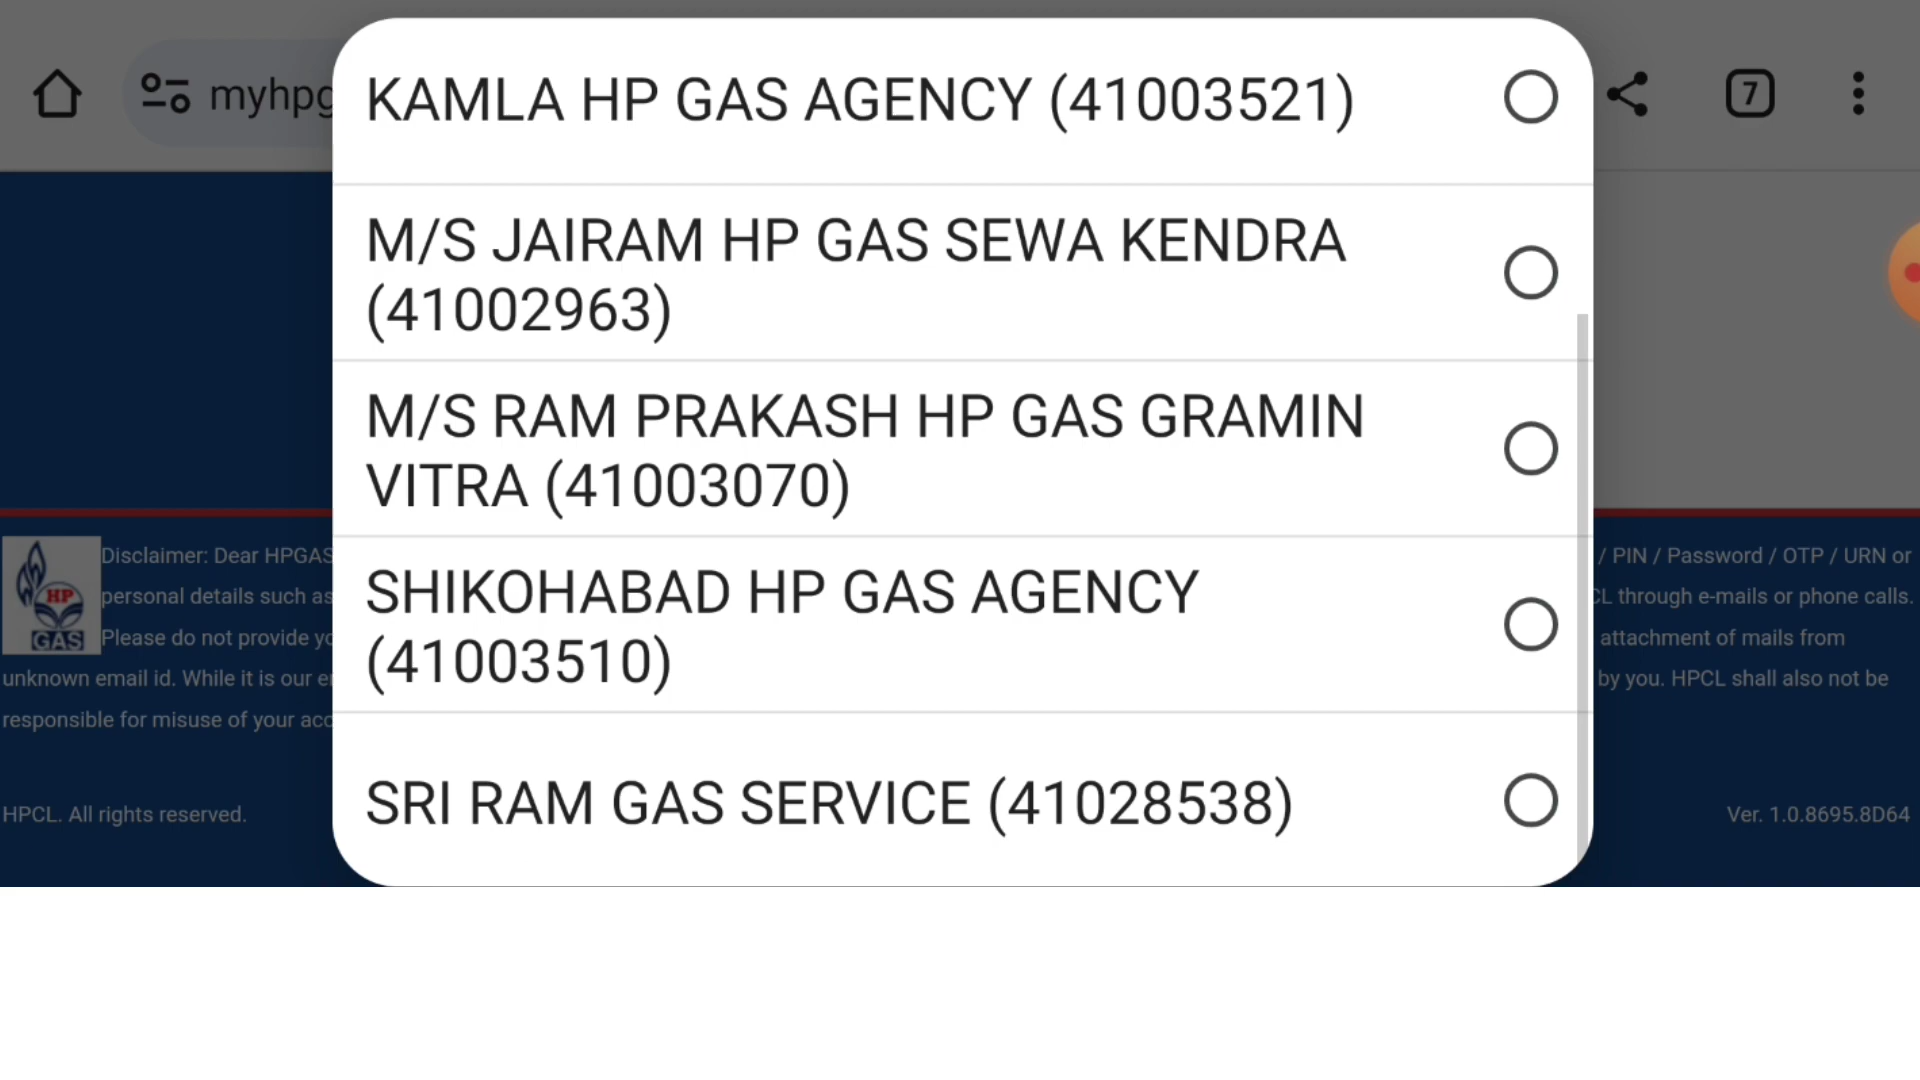 myhpg
7
KAMLA HP GAS AGENCY (41003521)
M/S JAIRAM HP GAS SEWA KENDRA
(41002963)
M/S RAM PRAKASH HP GAS GRAMIN
VITRA (41003070)
SHIKOHABAD HP GAS AGENCY
(41003510)
SRI RAM GAS SERVICE (41028538)
HP
GAS
Disclaimer: Dear HPGAS / PIN / Password / OTP / URN or
personal details such as CL through e-mails or phone calls.
Please do not provide yo attachment of mails from
unknown email id. While it is our e by you. HPCL shall also not be
responsible for misuse of your acc
HPCL. All rights reserved.
Ver. 1.0.8695.8D64